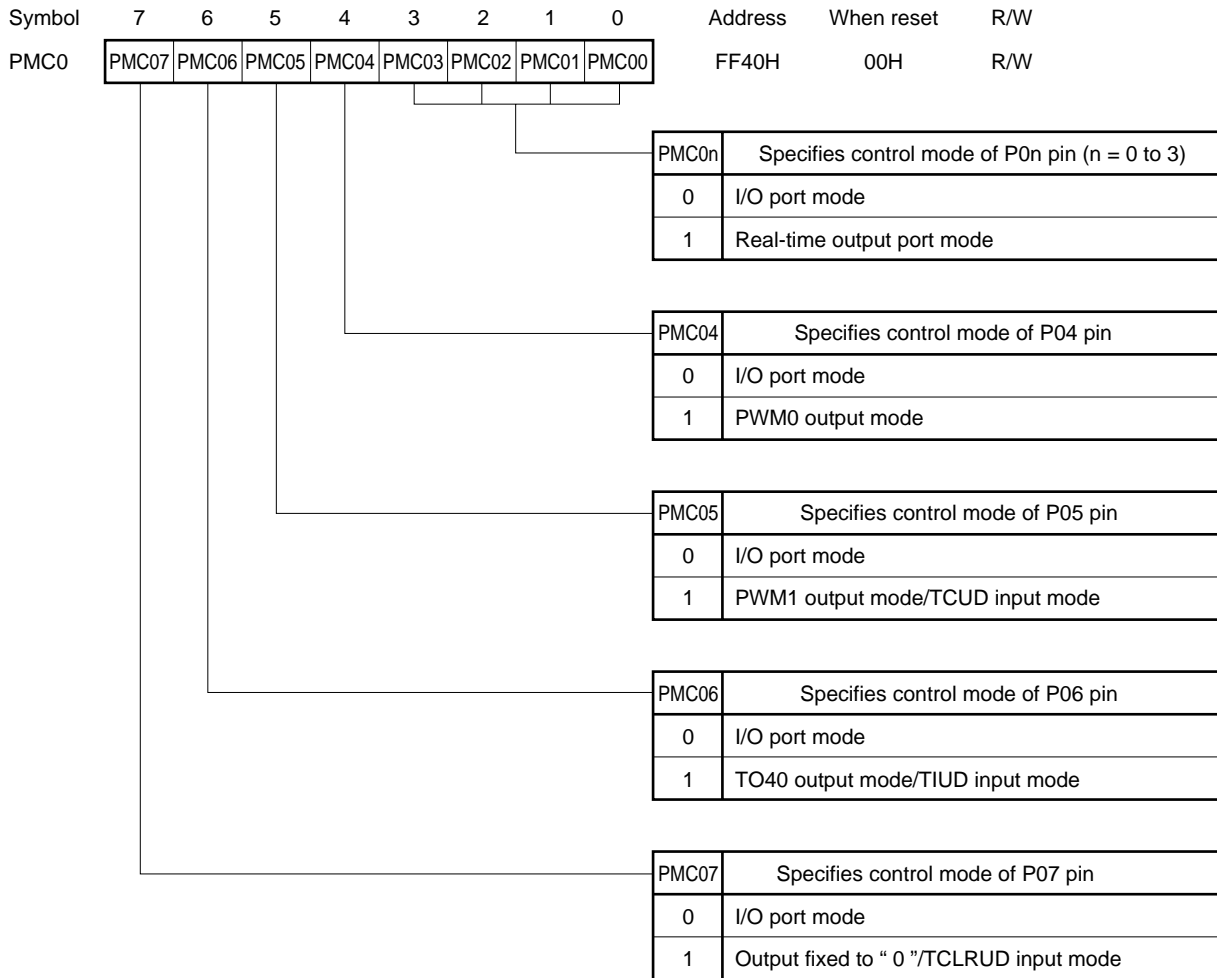 Symbol 7 6 5 4 3 2 1 0 Address When reset R/W
PMC0 PMC07 PMC06 PMC05 PMC04 PMC03 PMC02 PMC01 PMC00 FF40H 00H R/W
PMC0n Specifies control mode of P0n pin (n = 0 to 3)
0 I/O port mode
1 Real-time output port mode
PMC04 Specifies control mode of P04 pin
0 I/O port mode
1 PWM0 output mode
PMC05 Specifies control mode of P05 pin
0 I/O port mode
1 PWM1 output mode/TCUD input mode
PMC06 Specifies control mode of P06 pin
0 I/O port mode
1 TO40 output mode/TIUD input mode
PMC07 Specifies control mode of P07 pin
0 I/O port mode
1 Output fixed to “ 0 ”/TCLRUD input mode